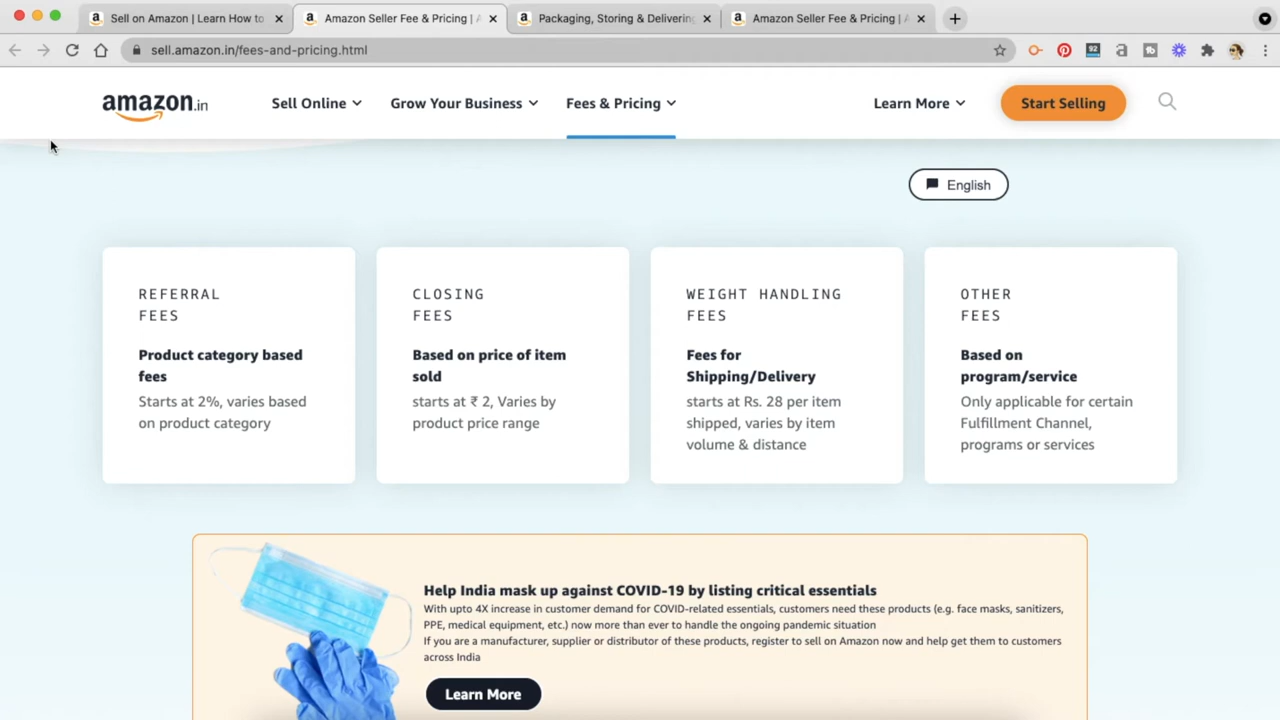 Sell on Amazon | Learn How to
Amazon Seller Fee & Pricing | A
Packaging, Storing & Delivering
Amazon Seller Fee & Pricing | A
sell.amazon.in/fees-and-pricing.html
92
amazon.in
Sell Online
Grow Your Business
Fees & Pricing
Learn More
Start Selling
English
REFERRAL
FEES
Product category based
fees
Starts at 2%, varies based
on product category
CLOSING
FEES
Based on price of item
sold
starts at ₹ 2, Varies by
product price range
WEIGHT HANDLING
FEES
Fees for
Shipping/Delivery
starts at Rs. 28 per item
shipped, varies by item
volume & distance
OTHER
FEES
Based on
program/service
Only applicable for certain
Fulfillment Channel,
programs or services
Help India mask up against COVID-19 by listing critical essentials
With upto 4X increase in customer demand for COVID-related essentials, customers need these products (e.g. face masks, sanitizers,
PPE, medical equipment, etc.) now more than ever to handle the ongoing pandemic situation
If you are a manufacturer, supplier or distributor of these products, register to sell on Amazon now and help get them to customers
across India
Learn More